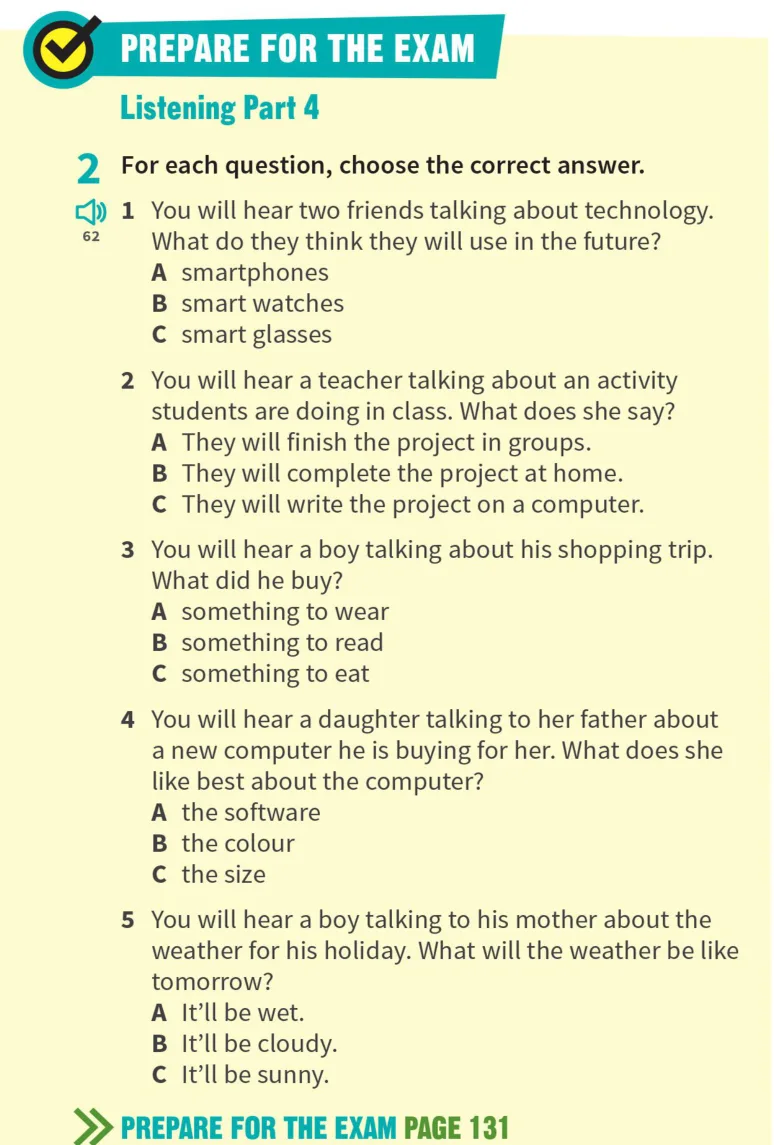 PREPARE FOR THE EXAM
Listening Part 4
2 For each question, choose the correct answer.
62
1 You will hear two friends talking about technology.
What do they think they will use in the future?
A smartphones
B smart watches
C smart glasses
2 You will hear a teacher talking about an activity
students are doing in class. What does she say?
A They will finish the project in groups.
B They will complete the project at home.
C They will write the project on a computer.
3 You will hear a boy talking about his shopping trip.
What did he buy?
A something to wear
B something to read
C something to eat
4 You will hear a daughter talking to her father about
a new computer he is buying for her. What does she
like best about the computer?
A the software
B the colour
C the size
5 You will hear a boy talking to his mother about the
weather for his holiday. What will the weather be like
tomorrow?
A It’ll be wet.
B It’ll be cloudy.
C It’ll be sunny.
PREPARE FOR THE EXAM PAGE 131